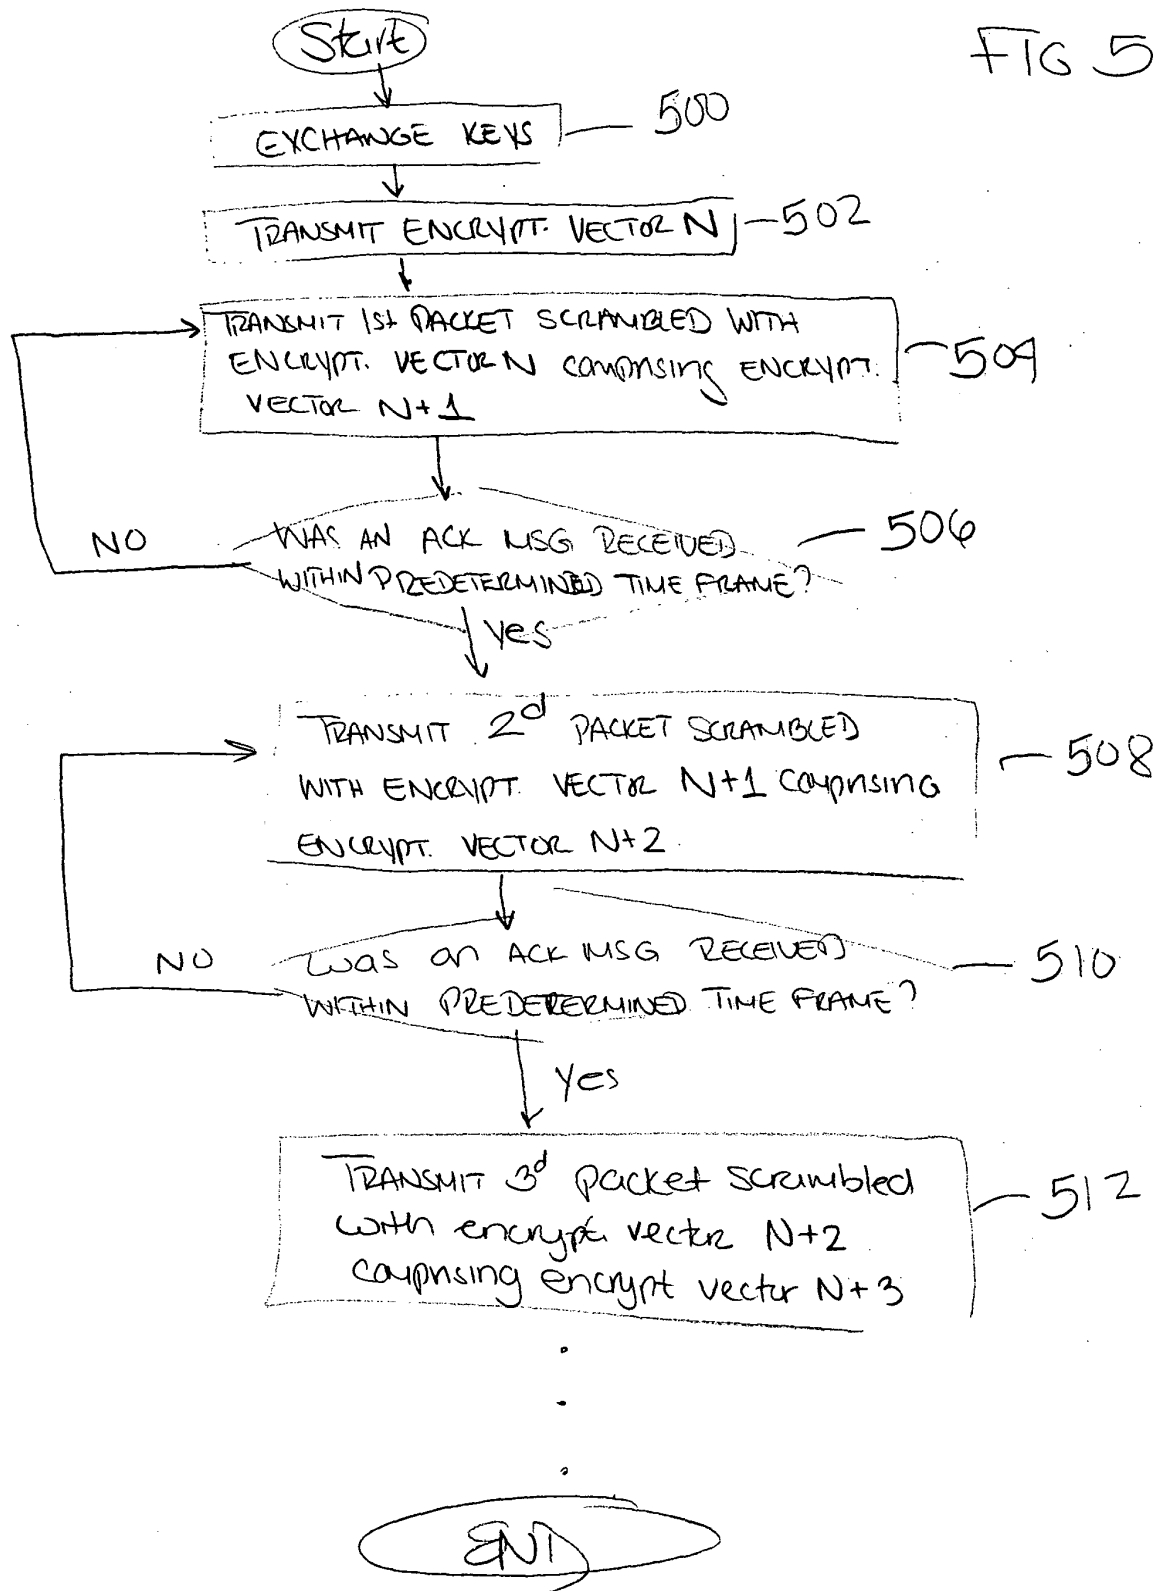 Start
FIG 5
EXCHANGE KEYS
500
TRANSMIT ENCRYPT. VECTOR N
502
TRANSMIT 1st PACKET SCRAMBLED WITH
ENCRYPT. VECTOR N comprising ENCRYPT.
VECTOR N+1
504
NO
WAS AN ACK MSG RECEIVED
WITHIN PREDETERMINED TIME FRAME?
506
yes
TRANSMIT 2d PACKET SCRAMBLED
WITH ENCRYPT. VECTOR N+1 comprising
ENCRYPT. VECTOR N+2.
508
NO
was an ACK MSG RECEIVED
WITHIN PREDERERMINED TIME FRAME?
510
yes
TRANSMIT 3d packet scrambled
with encrypt. vector N+2
comprising encrypt vector N+3
512
END